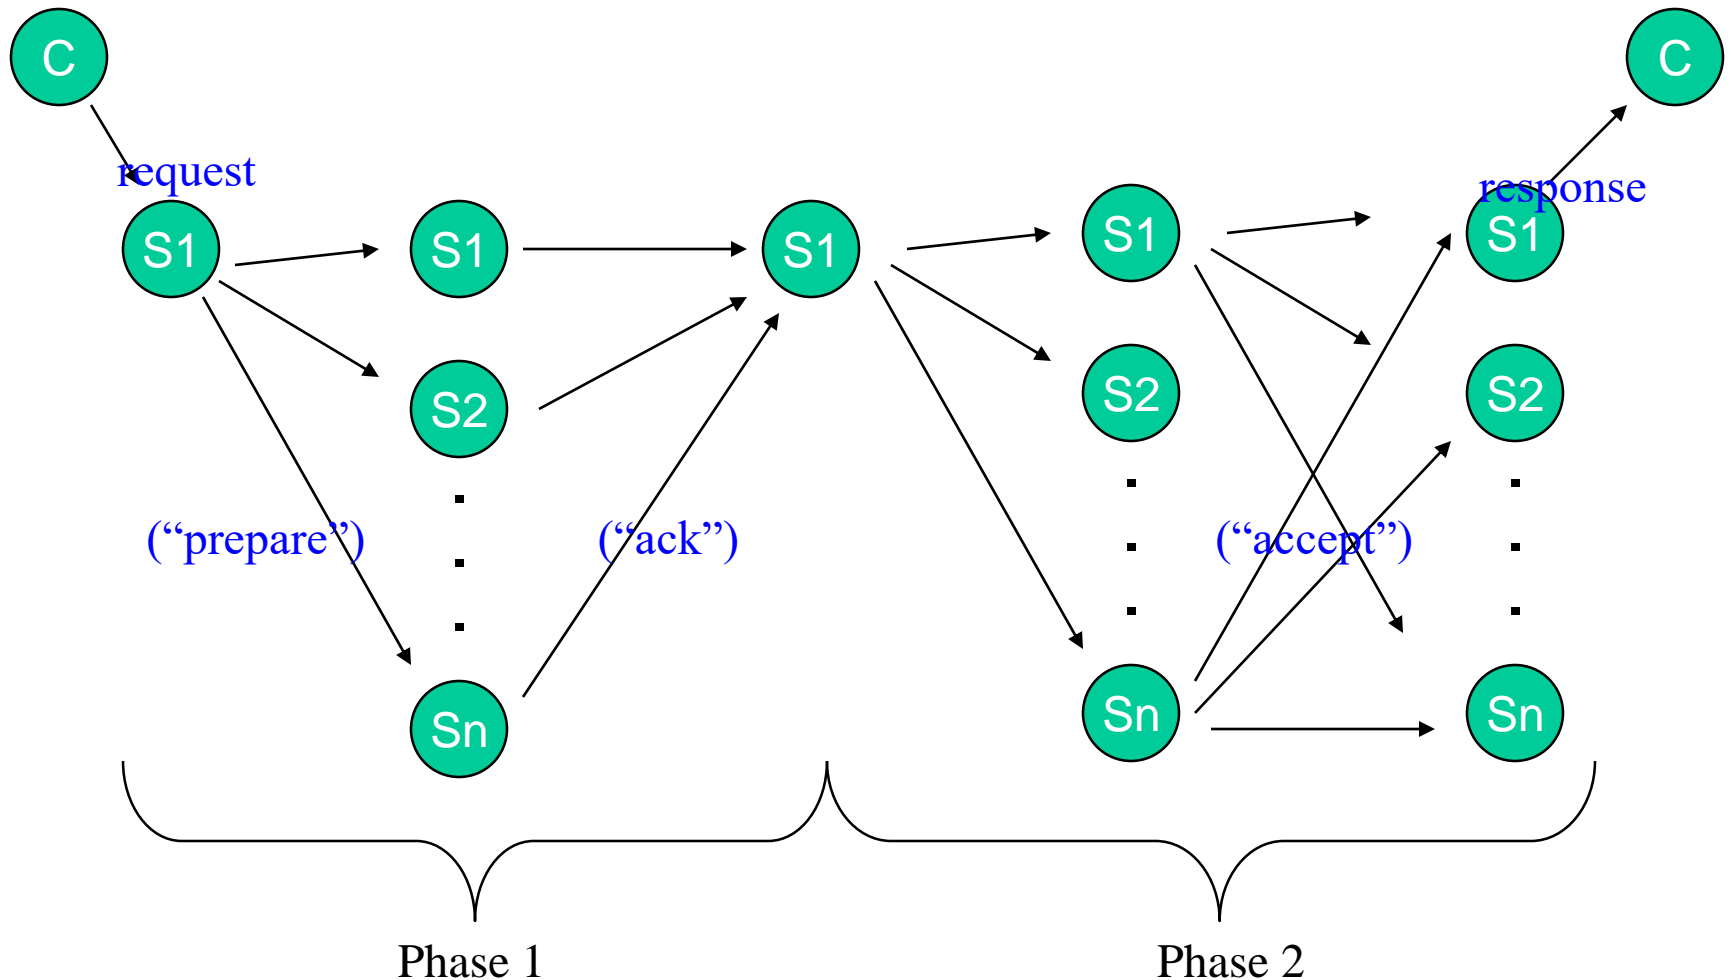 C
C
request
response
S1
S1
S1
S1
S1
S2
S2
S2
(“prepare”)
(“ack”)
(“accept”)
Sn
Sn
Sn
Phase 1
Phase 2